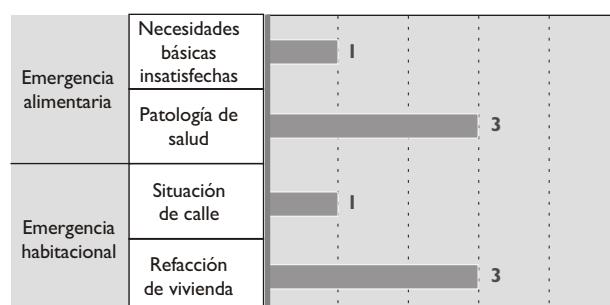 Emergencia
alimentaria
Necesidades
básicas
insatisfechas
1
Patología de
salud
3
Emergencia
habitacional
Situación
de calle
1
Refacción
de vivienda
3